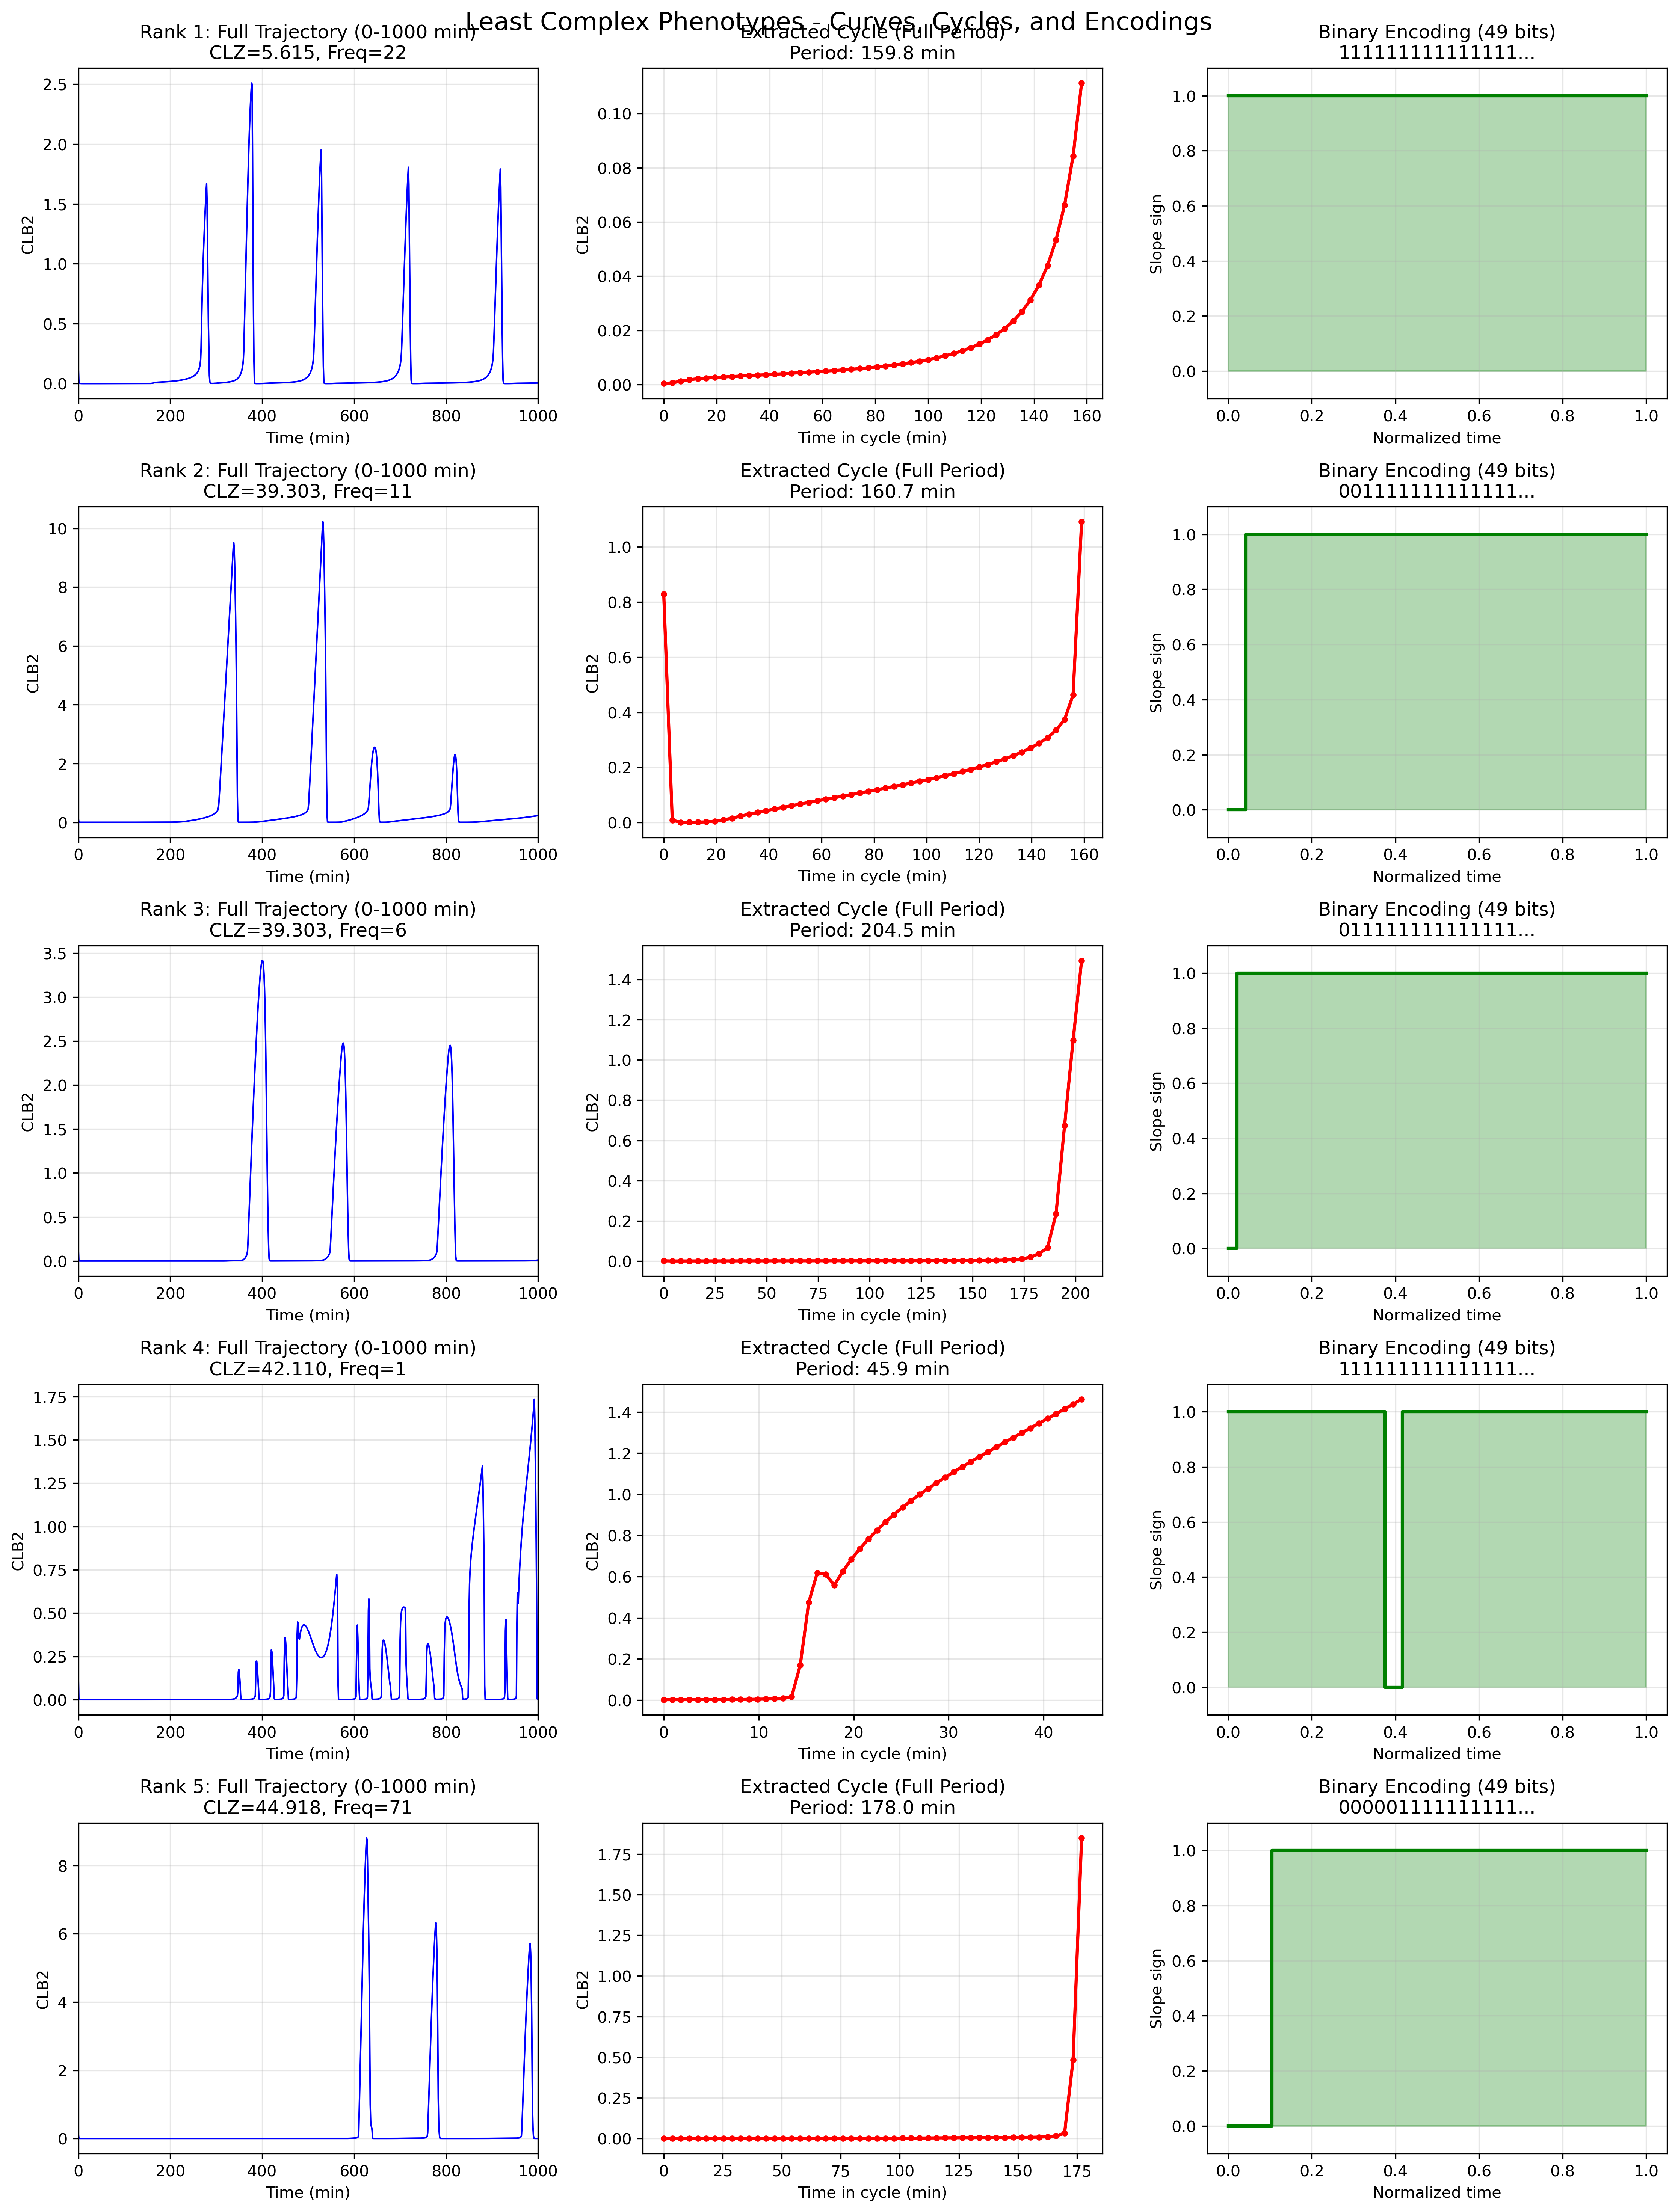 Least Complex Phenotypes - Curves, Cycles, and Encodings
Rank 1: Full Trajectory (0-1000 min)
CLZ=5.615, Freq=22
2.5
2.0
1.5
1.0
0.5
0.0
CLB2
0 200 400 600 800 1000
Time (min)
Extracted Cycle (Full Period)
Period: 159.8 min
0.10
0.08
0.06
0.04
0.02
0.00
CLB2
0 20 40 60 80 100 120 140 160
Time in cycle (min)
Binary Encoding (49 bits)
111111111111111...
1.0
0.8
0.6
0.4
0.2
0.0
Slope sign
0.0 0.2 0.4 0.6 0.8 1.0
Normalized time
Rank 2: Full Trajectory (0-1000 min)
CLZ=39.303, Freq=11
10
8
6
4
2
0
CLB2
0 200 400 600 800 1000
Time (min)
Extracted Cycle (Full Period)
Period: 160.7 min
1.0
0.8
0.6
0.4
0.2
0.0
CLB2
0 20 40 60 80 100 120 140 160
Time in cycle (min)
Binary Encoding (49 bits)
001111111111111...
1.0
0.8
0.6
0.4
0.2
0.0
Slope sign
0.0 0.2 0.4 0.6 0.8 1.0
Normalized time
Rank 3: Full Trajectory (0-1000 min)
CLZ=39.303, Freq=6
3.5
3.0
2.5
2.0
1.5
1.0
0.5
0.0
CLB2
0 200 400 600 800 1000
Time (min)
Extracted Cycle (Full Period)
Period: 204.5 min
1.4
1.2
1.0
0.8
0.6
0.4
0.2
0.0
CLB2
0 25 50 75 100 125 150 175 200
Time in cycle (min)
Binary Encoding (49 bits)
011111111111111...
1.0
0.8
0.6
0.4
0.2
0.0
Slope sign
0.0 0.2 0.4 0.6 0.8 1.0
Normalized time
Rank 4: Full Trajectory (0-1000 min)
CLZ=42.110, Freq=1
1.75
1.50
1.25
1.00
0.75
0.50
0.25
0.00
CLB2
0 200 400 600 800 1000
Time (min)
Extracted Cycle (Full Period)
Period: 45.9 min
1.4
1.2
1.0
0.8
0.6
0.4
0.2
0.0
CLB2
0 10 20 30 40
Time in cycle (min)
Binary Encoding (49 bits)
111111111111111...
1.0
0.8
0.6
0.4
0.2
0.0
Slope sign
0.0 0.2 0.4 0.6 0.8 1.0
Normalized time
Rank 5: Full Trajectory (0-1000 min)
CLZ=44.918, Freq=71
8
6
4
2
0
CLB2
0 200 400 600 800 1000
Time (min)
Extracted Cycle (Full Period)
Period: 178.0 min
1.75
1.50
1.25
1.00
0.75
0.50
0.25
0.00
CLB2
0 25 50 75 100 125 150 175
Time in cycle (min)
Binary Encoding (49 bits)
000001111111111...
1.0
0.8
0.6
0.4
0.2
0.0
Slope sign
0.0 0.2 0.4 0.6 0.8 1.0
Normalized time